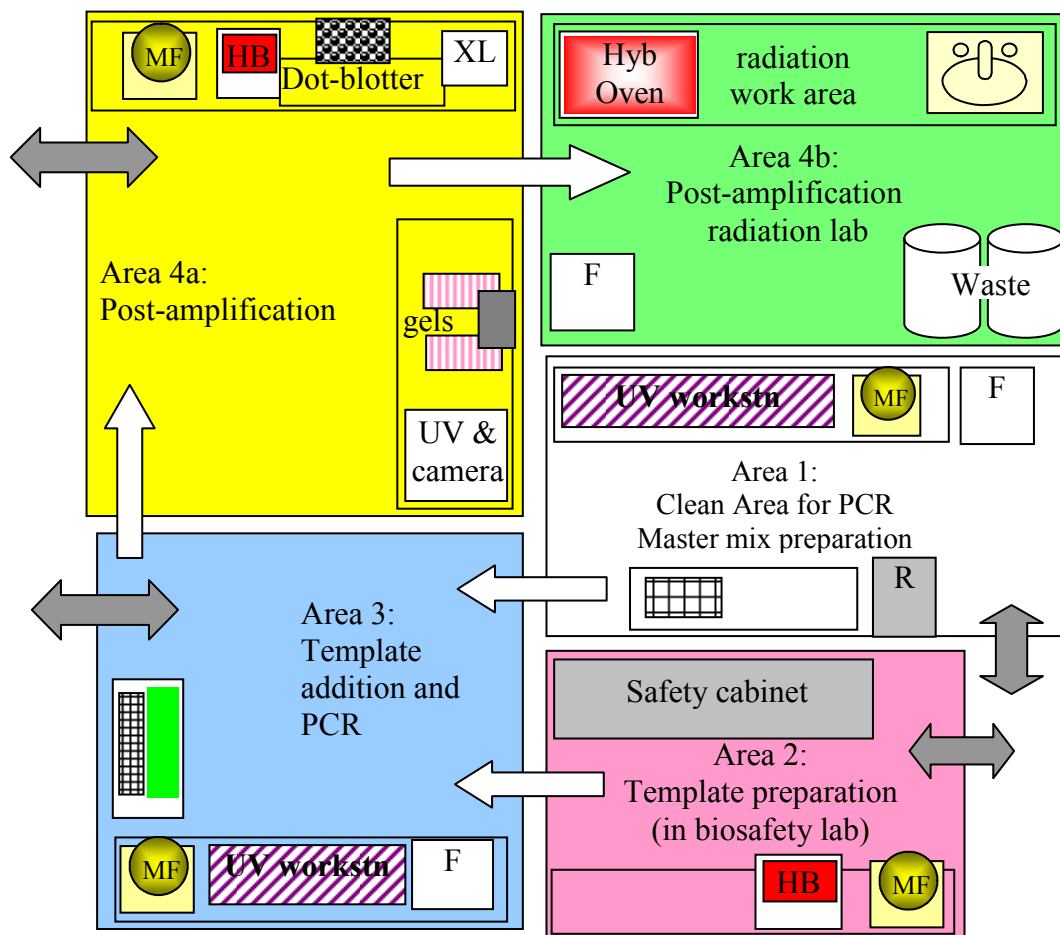 MF
HB
Dot-blotter
XL
Area 4a:
Post-amplification
gels
UV &
camera
Hyb
Oven
radiation
work area
Area 4b:
Post-amplification
radiation lab
F
Waste
UV workstn
MF
F
Area 1:
Clean Area for PCR
Master mix preparation
R
Area 3:
Template
addition and
PCR
MF
UV workstn
F
Safety cabinet
Area 2:
Template preparation
(in biosafety lab)
HB
MF